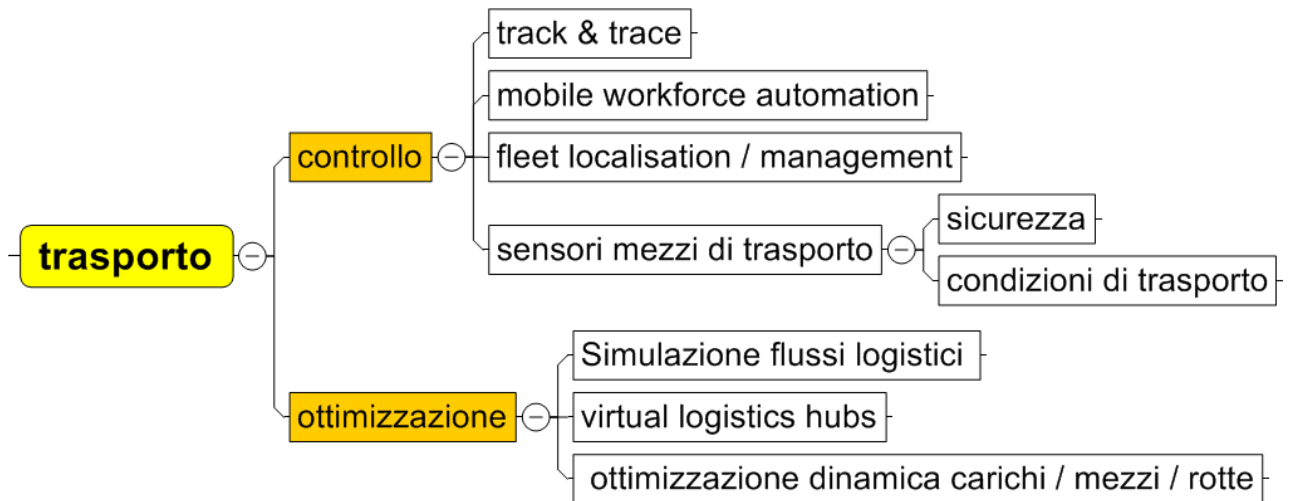 trasporto
controllo
track & trace
mobile workforce automation
fleet localisation / management
sensori mezzi di trasporto
sicurezza
condizioni di trasporto
ottimizzazione
Simulazione flussi logistici
virtual logistics hubs
ottimizzazione dinamica carichi / mezzi / rotte